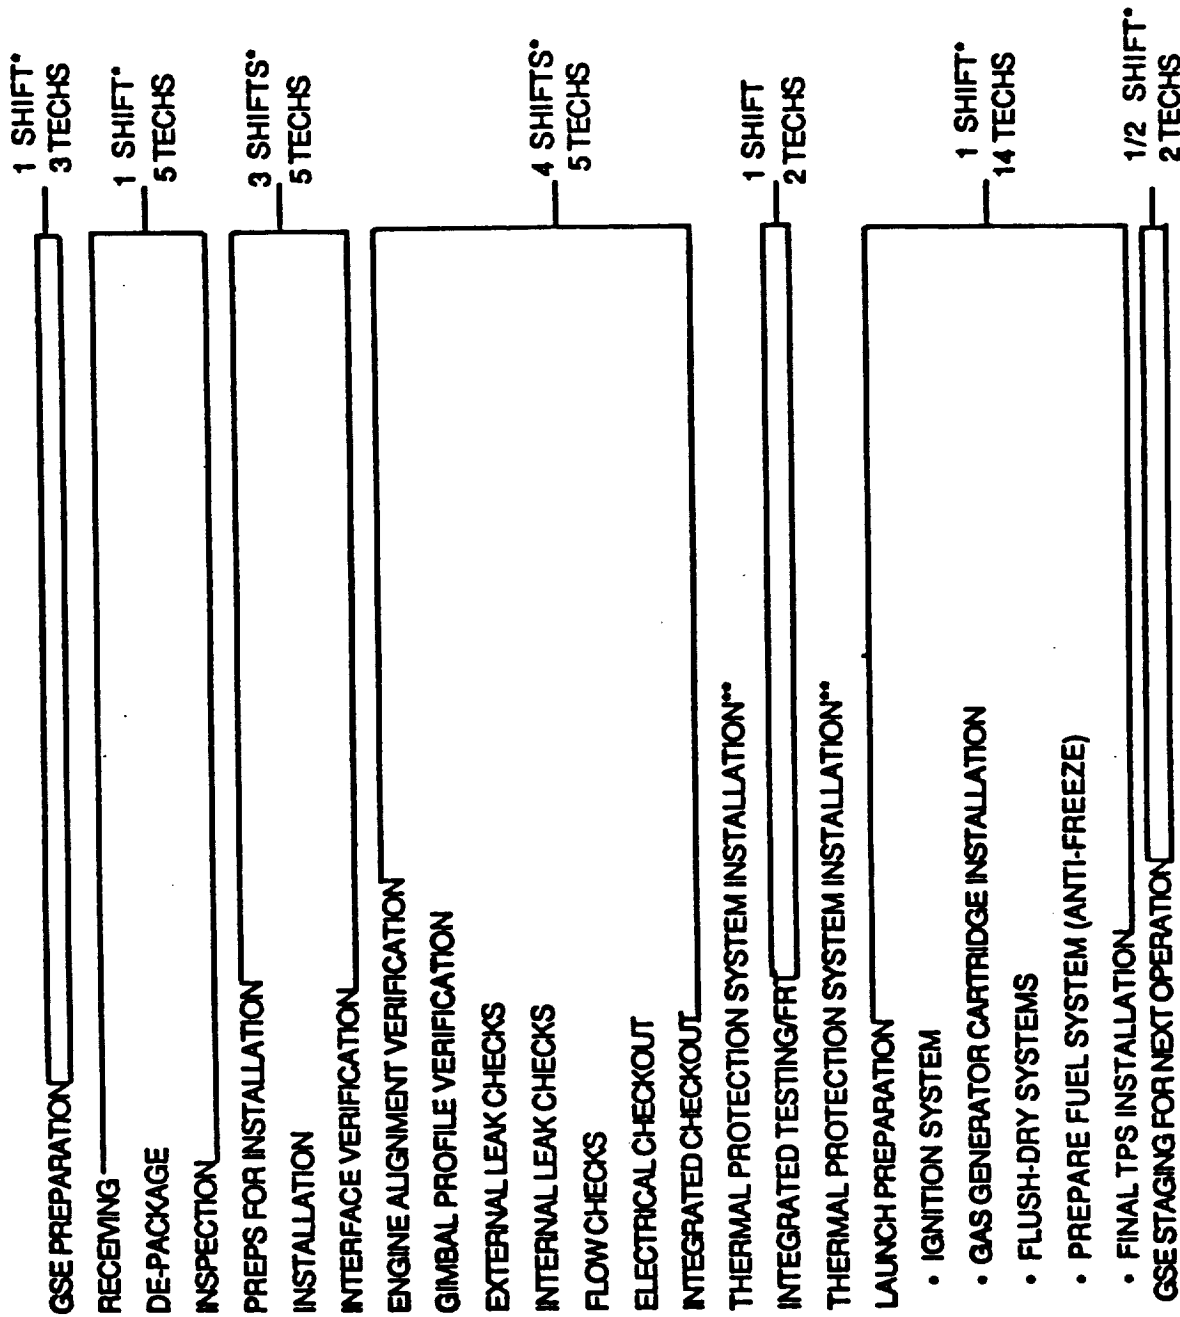 GSE PREPARATION
1 SHIFT*
3 TECHS
RECEIVING
DE-PACKAGE
INSPECTION
1 SHIFT*
5 TECHS
PREPS FOR INSTALLATION
INSTALLATION
INTERFACE VERIFICATION
3 SHIFTS*
5 TECHS
ENGINE ALIGNMENT VERIFICATION
GIMBAL PROFILE VERIFICATION
EXTERNAL LEAK CHECKS
INTERNAL LEAK CHECKS
FLOW CHECKS
ELECTRICAL CHECKOUT
INTEGRATED CHECKOUT
4 SHIFTS*
5 TECHS
THERMAL PROTECTION SYSTEM INSTALLATION**
INTEGRATED TESTING/FRT
1 SHIFT
2 TECHS
THERMAL PROTECTION SYSTEM INSTALLATION**
LAUNCH PREPARATION
• IGNITION SYSTEM
• GAS GENERATOR CARTRIDGE INSTALLATION
• FLUSH-DRY SYSTEMS
• PREPARE FUEL SYSTEM (ANTI-FREEZE)
• FINAL TPS INSTALLATION
1 SHIFT*
14 TECHS
GSE STAGING FOR NEXT OPERATION
1/2 SHIFT*
2 TECHS